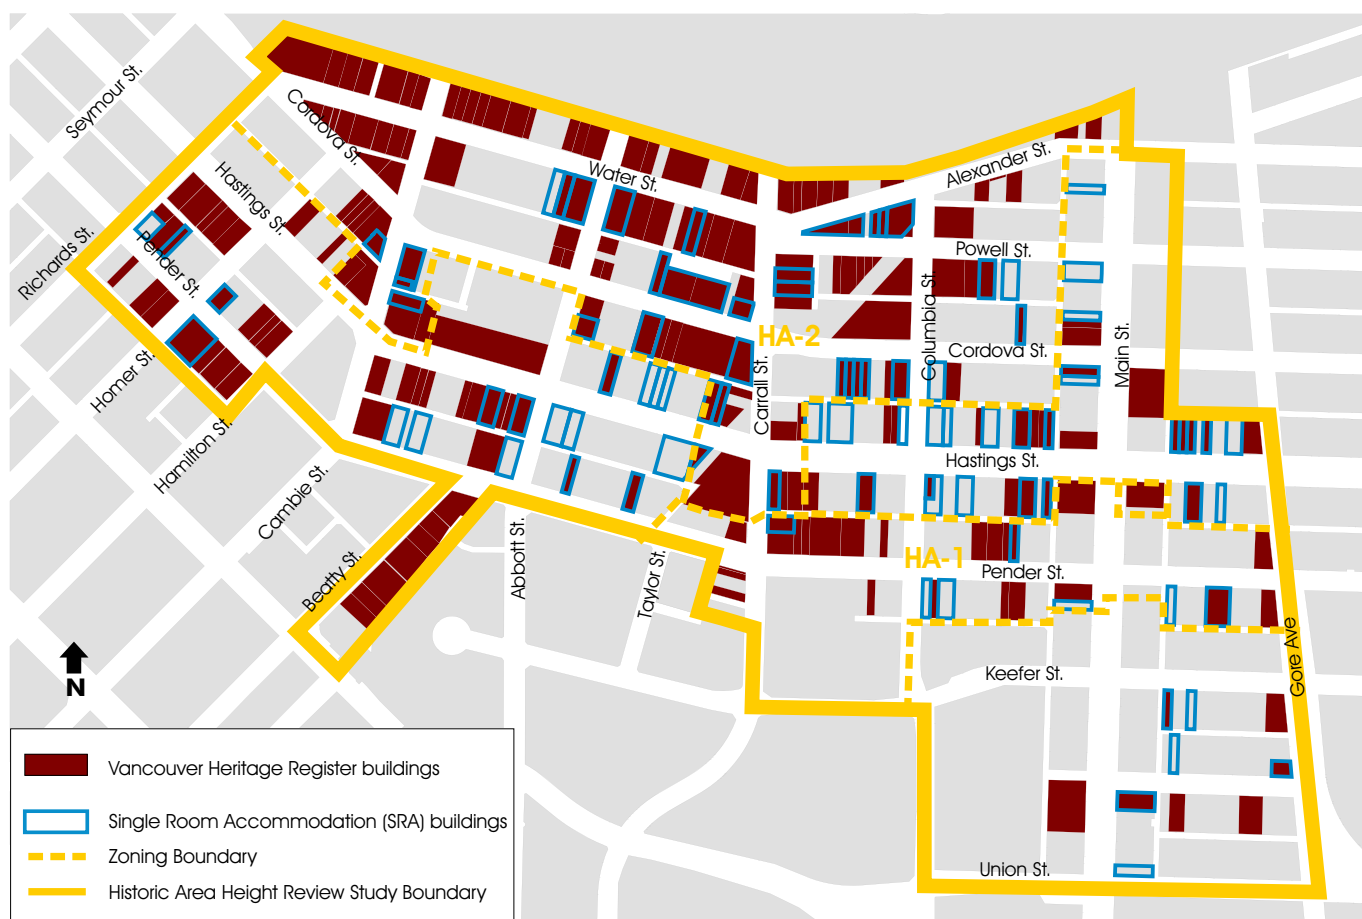 Seymour St.
Cordova St.
Hastings St.
Water St.
Alexander St.
Richards St.
Pender St.
Powell St.
Columbia St.
HA-2
Cordova St.
Main St.
Homer St.
Carrall St.
Hamilton St.
Hastings St.
Cambie St.
Abbott St.
Beatty St.
Taylor St.
HA-1
Pender St.
Gore Ave
Keefer St.
N
Vancouver Heritage Register buildings
Single Room Accommodation (SRA) buildings
Zoning Boundary
Historic Area Height Review Study Boundary
Union St.